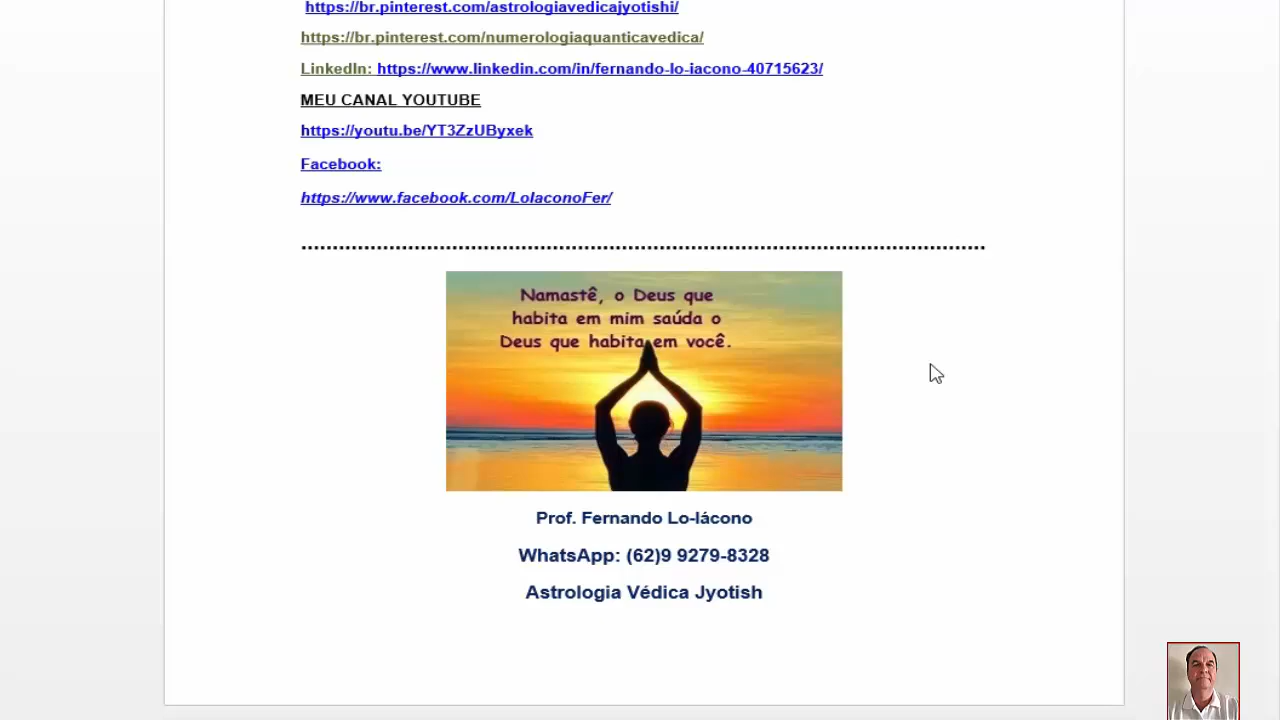 https://br.pinterest.com/astrologiavedicajyotishi/
https://br.pinterest.com/numerologiaquanticavedica/
LinkedIn: https://www.linkedin.com/in/fernando-lo-iacono-40715623/
MEU CANAL YOUTUBE
https://youtu.be/YT3ZzUByxek
Facebook:
https://www.facebook.com/LoIaconoFer/
Namastê, o Deus que
habita em mim saúda o
Deus que habita em você.
Prof. Fernando Lo-Iácono
WhatsApp: (62)9 9279-8328
Astrologia Védica Jyotish